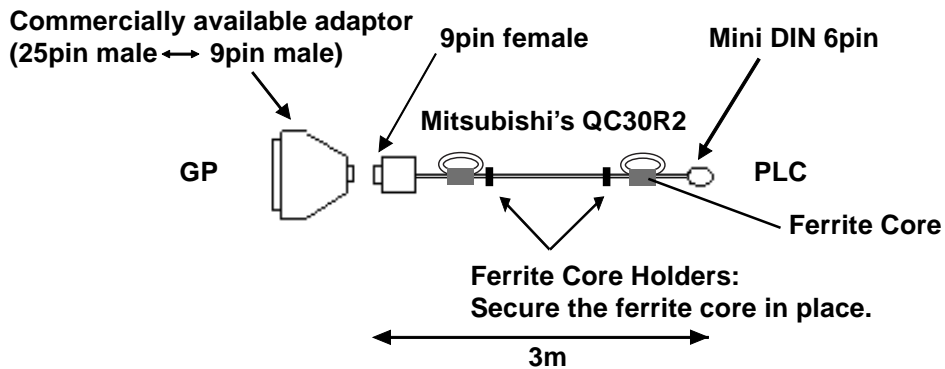 Commercially available adaptor
(25pin male ↔ 9pin male)
9pin female
Mini DIN 6pin
Mitsubishi’s QC30R2
GP
PLC
Ferrite Core
Ferrite Core Holders:
Secure the ferrite core in place.
3m